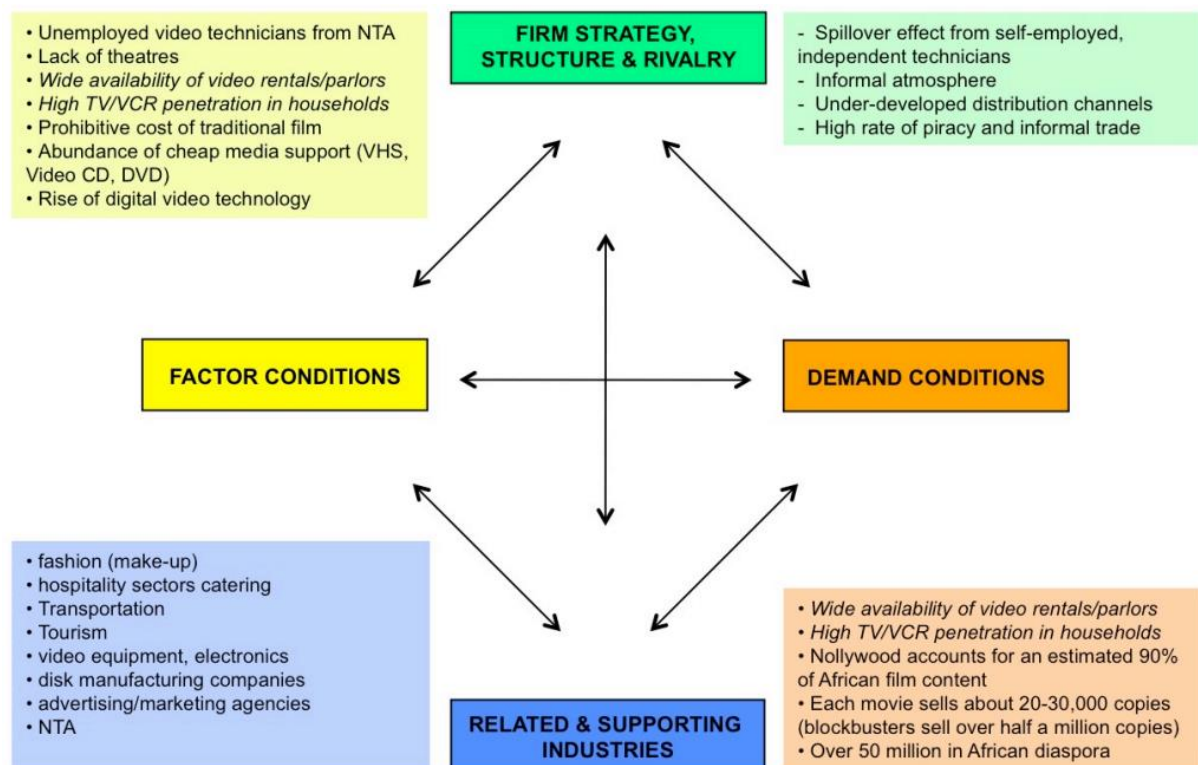 • Unemployed video technicians from NTA
• Lack of theatres
• Wide availability of video rentals/parlors
• High TV/VCR penetration in households
• Prohibitive cost of traditional film
• Abundance of cheap media support (VHS,
Video CD, DVD)
• Rise of digital video technology
FIRM STRATEGY,
STRUCTURE & RIVALRY
- Spillover effect from self-employed,
independent technicians
- Informal atmosphere
- Under-developed distribution channels
- High rate of piracy and informal trade
FACTOR CONDITIONS
DEMAND CONDITIONS
• fashion (make-up)
• hospitality sectors catering
• Transportation
• Tourism
• video equipment, electronics
• disk manufacturing companies
• advertising/marketing agencies
• NTA
RELATED & SUPPORTING
INDUSTRIES
• Wide availability of video rentals/parlors
• High TV/VCR penetration in households
• Nollywood accounts for an estimated 90%
of African film content
• Each movie sells about 20-30,000 copies
(blockbusters sell over half a million copies)
• Over 50 million in African diaspora